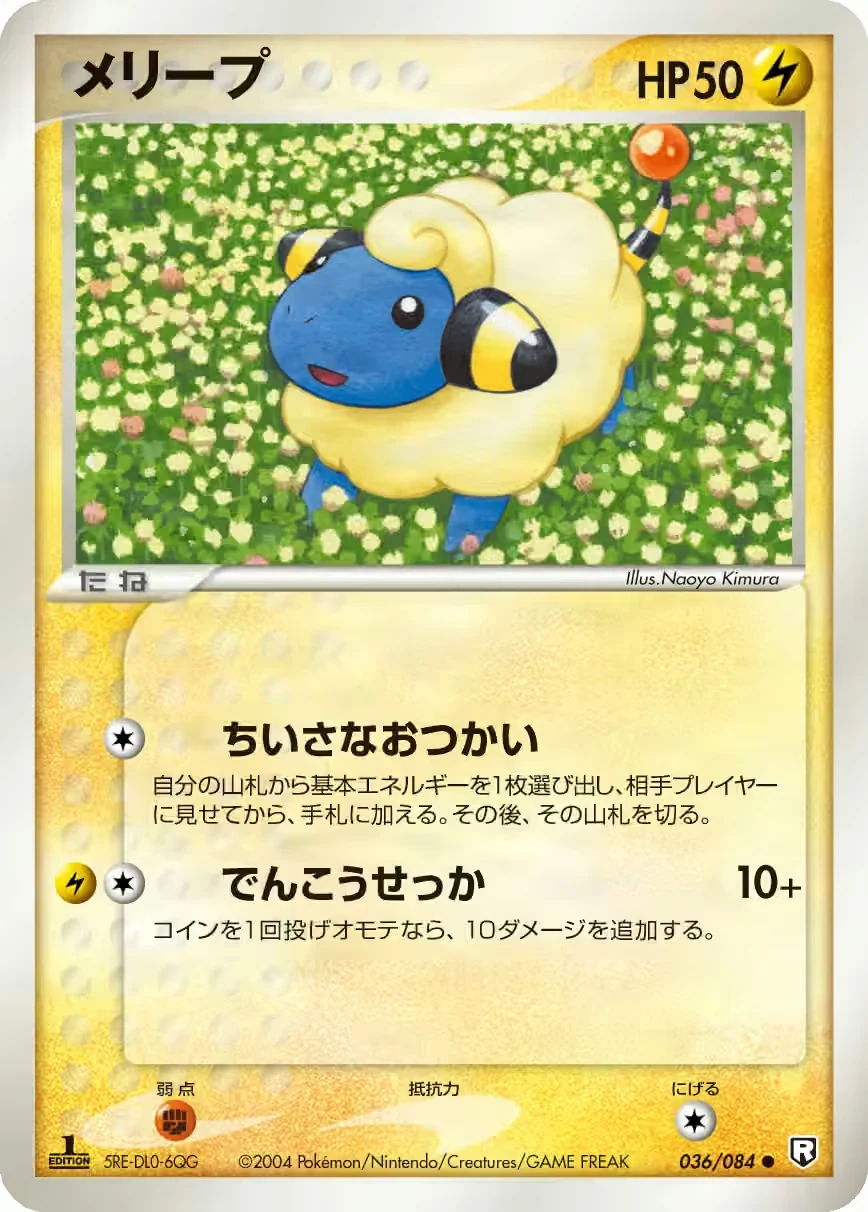 メリープ
HP50
たね
Illus.Naoyo Kimura
ちいさなおつかい
自分の山札から基本エネルギーを1枚選び出し、相手プレイヤー
に見せてから、手札に加える。その後、その山札を切る。
でんこうせっか 10+
コインを1回投げオモテなら、10ダメージを追加する。
弱点 抵抗力 にげる
1 EDITION 5RE-DL0-6QG ©2004 Pokémon/Nintendo/Creatures/GAME FREAK 036/084 ● R